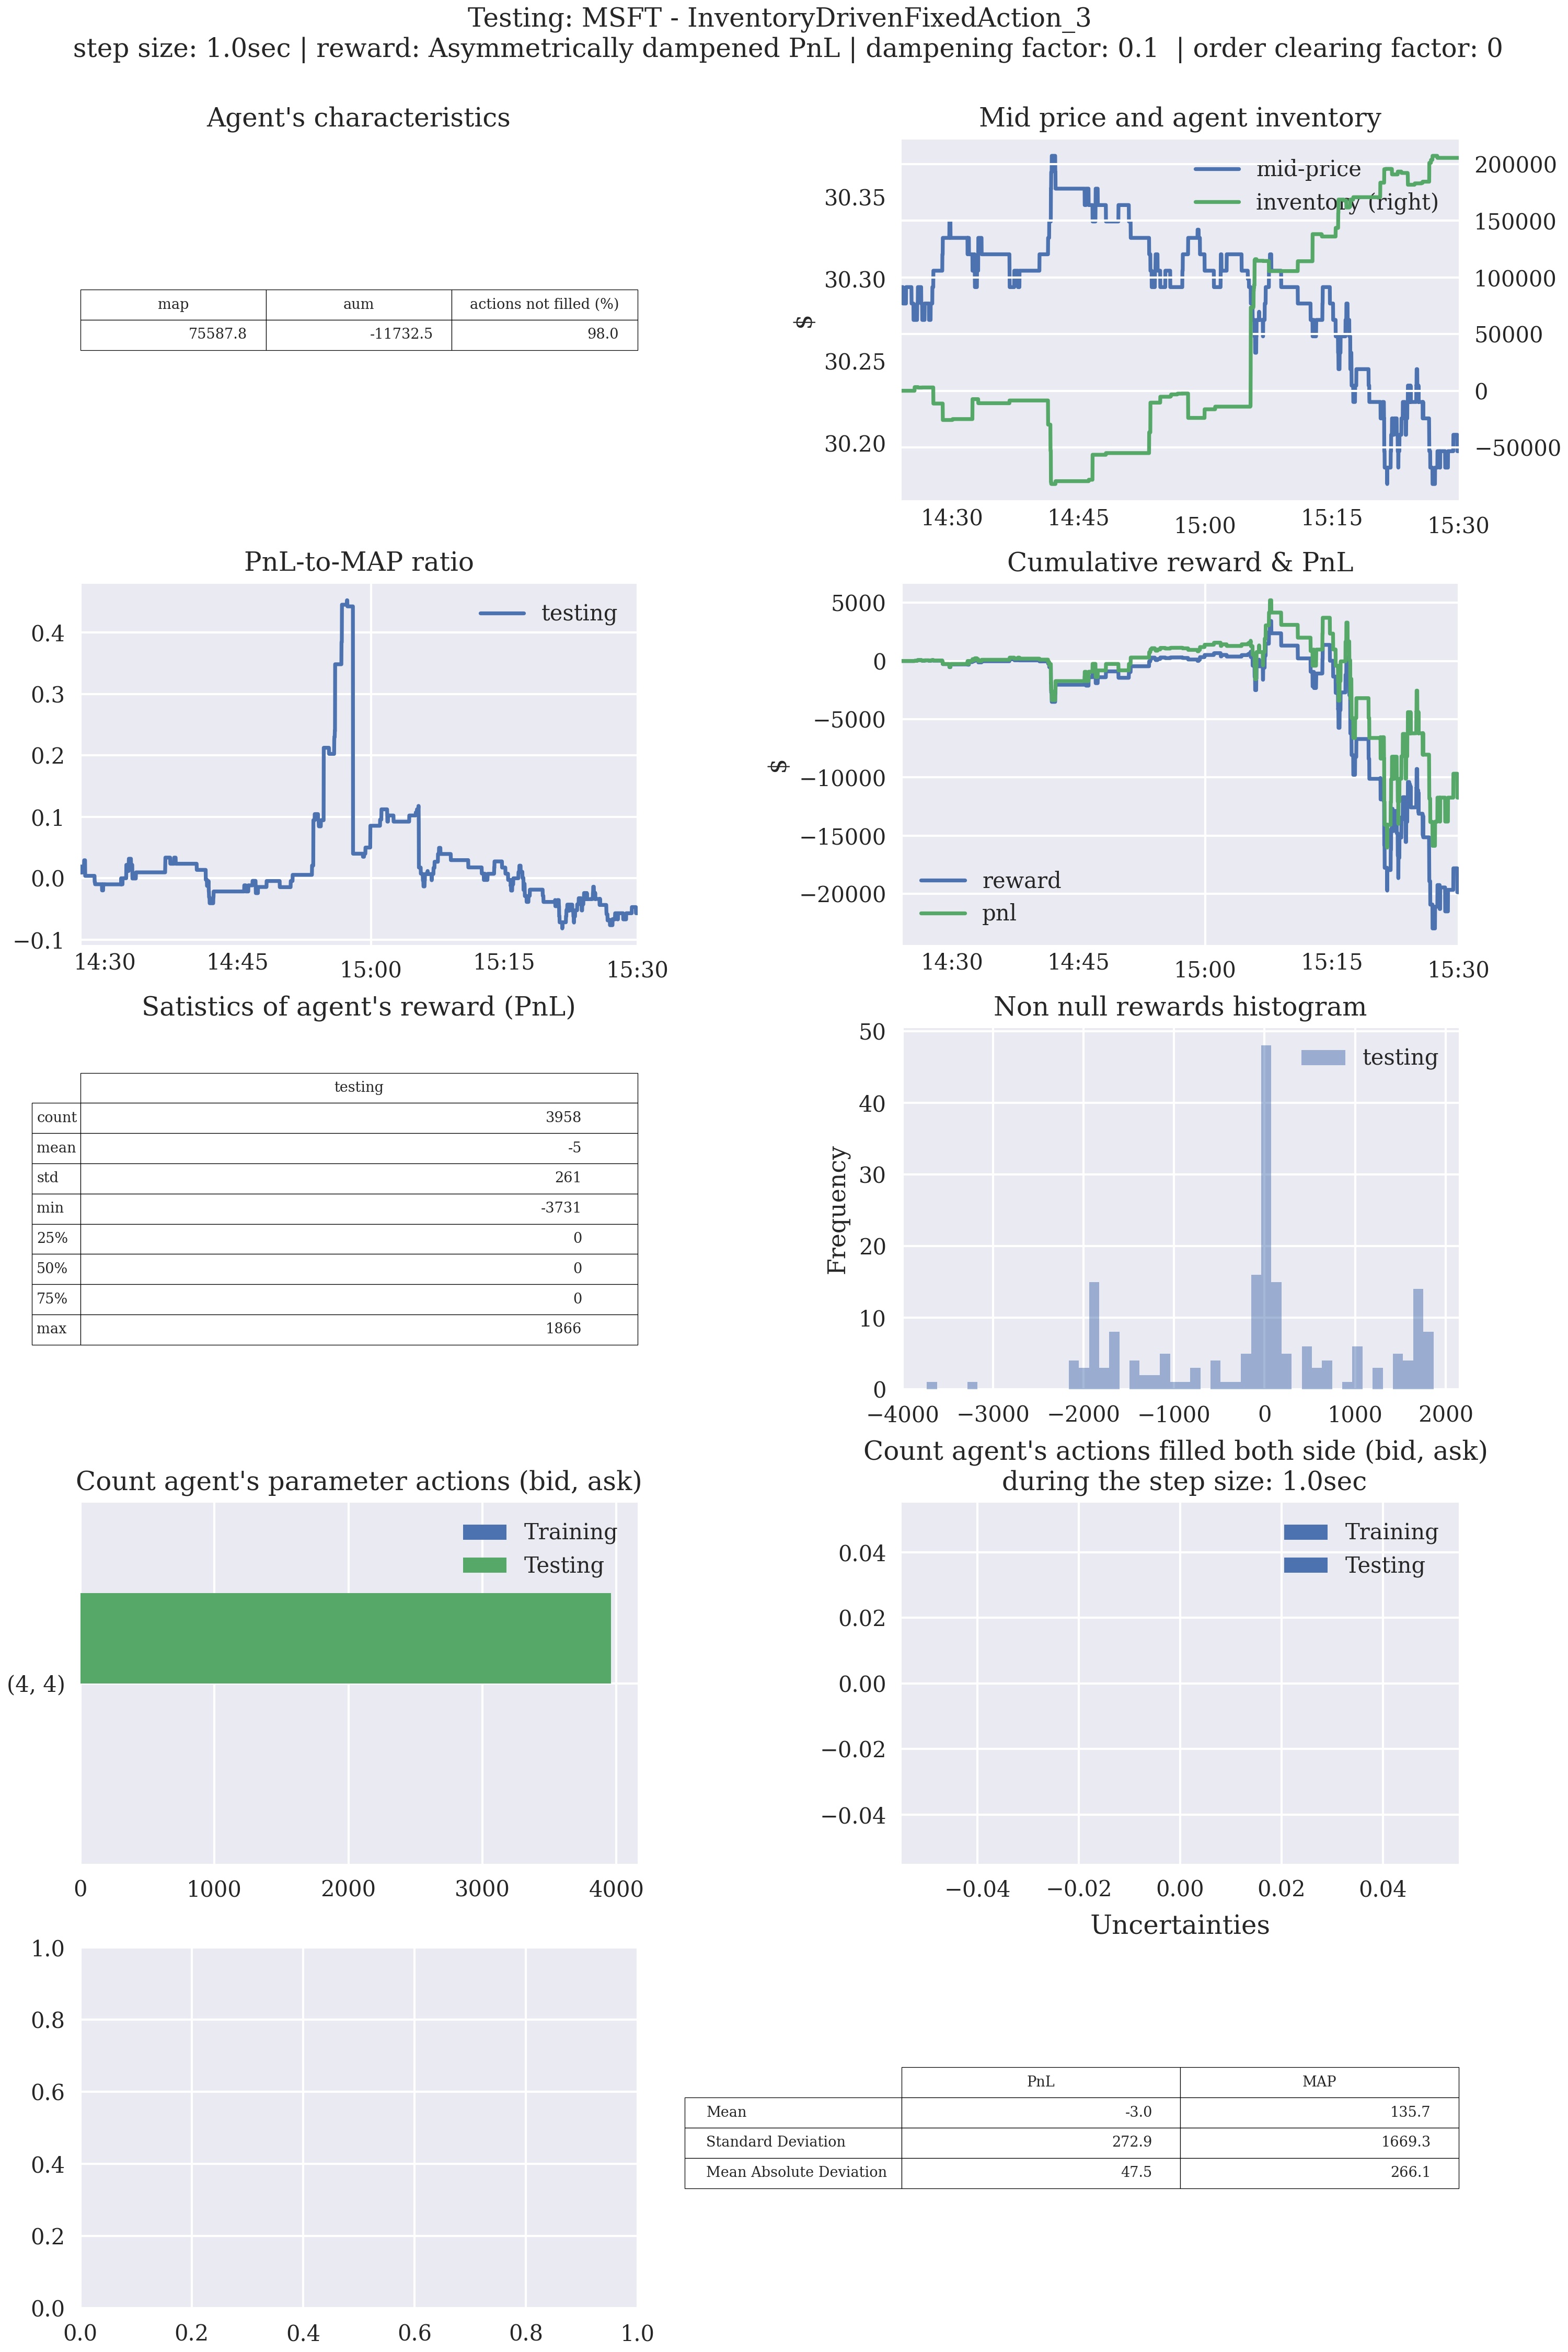 Testing: MSFT - InventoryDrivenFixedAction_3
step size: 1.0sec | reward: Asymmetrically dampened PnL | dampening factor: 0.1 | order clearing factor: 0
Agent's characteristics
map aum actions not filled (%)
75587.8 -11732.5 98.0
Mid price and agent inventory
mid-price
inventory (right)
$
30.35
30.30
30.25
30.20
200000
150000
100000
50000
0
−50000
14:30 14:45 15:00 15:15 15:30
PnL-to-MAP ratio
testing
0.4
0.3
0.2
0.1
0.0
−0.1
14:30 14:45 15:00 15:15 15:30
Cumulative reward & PnL
$
5000
0
−5000
−10000
−15000
−20000
reward
pnl
14:30 14:45 15:00 15:15 15:30
Satistics of agent's reward (PnL)
testing
count 3958
mean -5
std 261
min -3731
25% 0
50% 0
75% 0
max 1866
Non null rewards histogram
testing
Frequency
50
40
30
20
10
0
−4000 −3000 −2000 −1000 0 1000 2000
Count agent's parameter actions (bid, ask)
Training
Testing
(4, 4)
0 1000 2000 3000 4000
Count agent's actions filled both side (bid, ask)
during the step size: 1.0sec
Training
Testing
0.04
0.02
0.00
−0.02
−0.04
−0.04 −0.02 0.00 0.02 0.04
1.0
0.8
0.6
0.4
0.2
0.0
0.0 0.2 0.4 0.6 0.8 1.0
Uncertainties
PnL MAP
Mean -3.0 135.7
Standard Deviation 272.9 1669.3
Mean Absolute Deviation 47.5 266.1